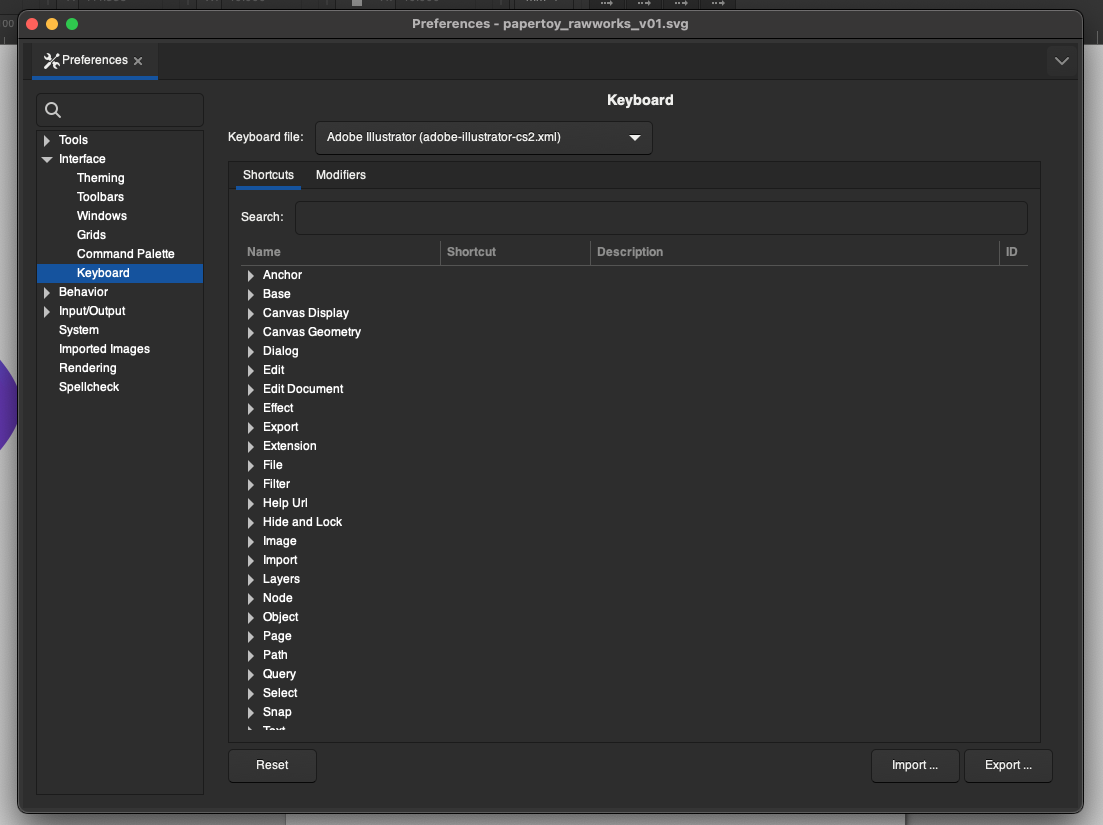 Preferences - papertoy_rawworks_v01.svg
Preferences
Keyboard
Keyboard file: Adobe Illustrator (adobe-illustrator-cs2.xml)
Tools
Interface
Theming
Toolbars
Windows
Grids
Command Palette
Keyboard
Behavior
Input/Output
System
Imported Images
Rendering
Spellcheck
Shortcuts Modifiers
Search:
Name Shortcut Description ID
Anchor
Base
Canvas Display
Canvas Geometry
Dialog
Edit
Edit Document
Effect
Export
Extension
File
Filter
Help Url
Hide and Lock
Image
Import
Layers
Node
Object
Page
Path
Query
Select
Snap
Text
Reset Import ... Export ...